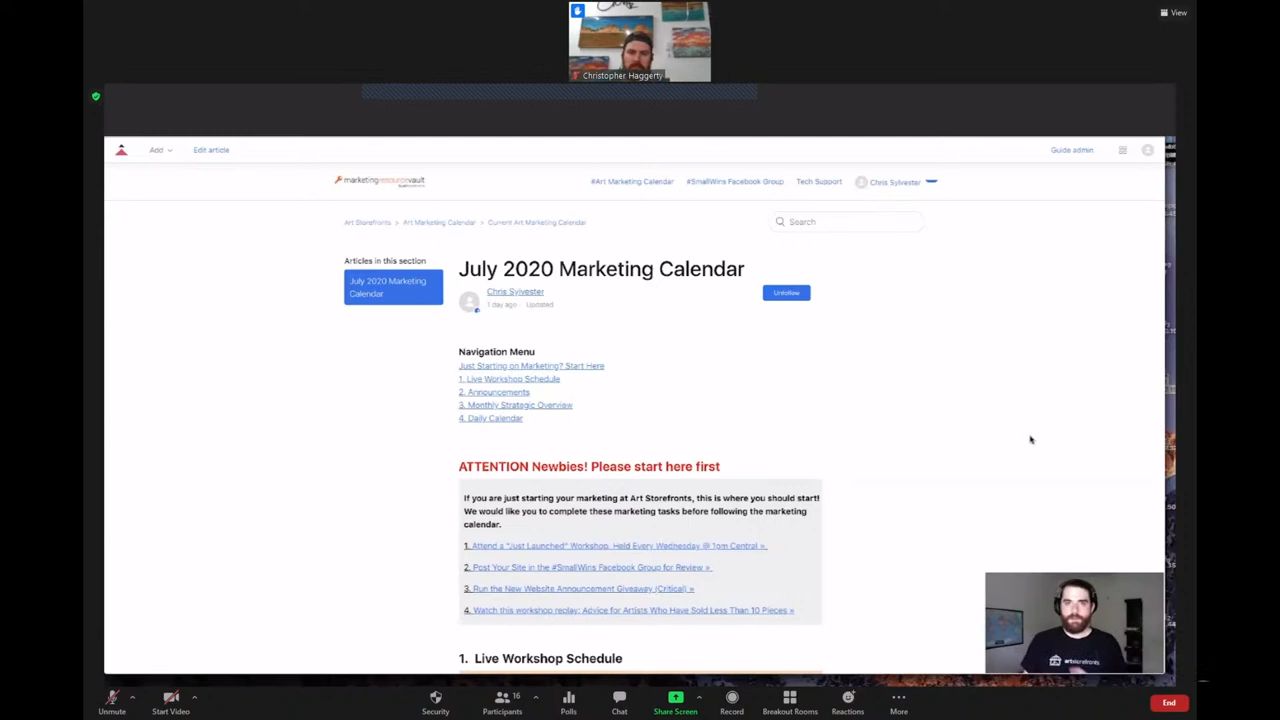 View
Christopher Haggerty
Add
Edit article
Guide admin
marketingresourcevault
#Art Marketing Calendar
#SmallWins Facebook Group
Tech Support
Chris Sylvester
Art Storefronts > Art Marketing Calendar > Current Art Marketing Calendar
Search
Articles in this section
July 2020 Marketing
Calendar
July 2020 Marketing Calendar
Chris Sylvester
1 day ago Updated
Unfollow
Navigation Menu
Just Starting on Marketing? Start Here
1. Live Workshop Schedule
2. Announcements
3. Monthly Strategic Overview
4. Daily Calendar
ATTENTION Newbies! Please start here first
If you are just starting your marketing at Art Storefronts, this is where you should start!
We would like you to complete these marketing tasks before following the marketing
calendar.
1. Attend a "Just Launched" Workshop, Held Every Wednesday @ 1pm Central »
2. Post Your Site in the #SmallWins Facebook Group for Review »
3. Run the New Website Announcement Giveaway (Critical) »
4. Watch this workshop replay: Advice for Artists Who Have Sold Less Than 10 Pieces »
1. Live Workshop Schedule
artstorefronts
Unmute
Start Video
Security
Participants
16
Polls
Chat
Share Screen
Record
Breakout Rooms
Reactions
More
End